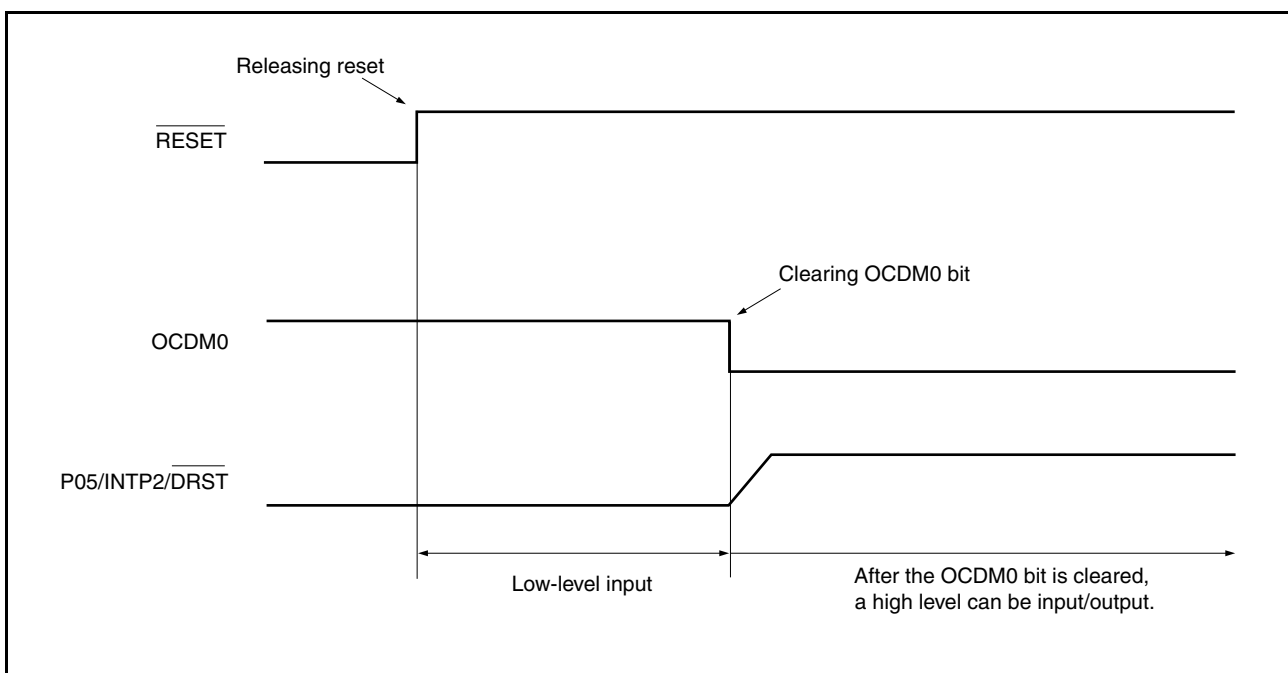 Releasing reset
RESET
Clearing OCDM0 bit
OCDM0
P05/INTP2/DRST
Low-level input
After the OCDM0 bit is cleared,
a high level can be input/output.